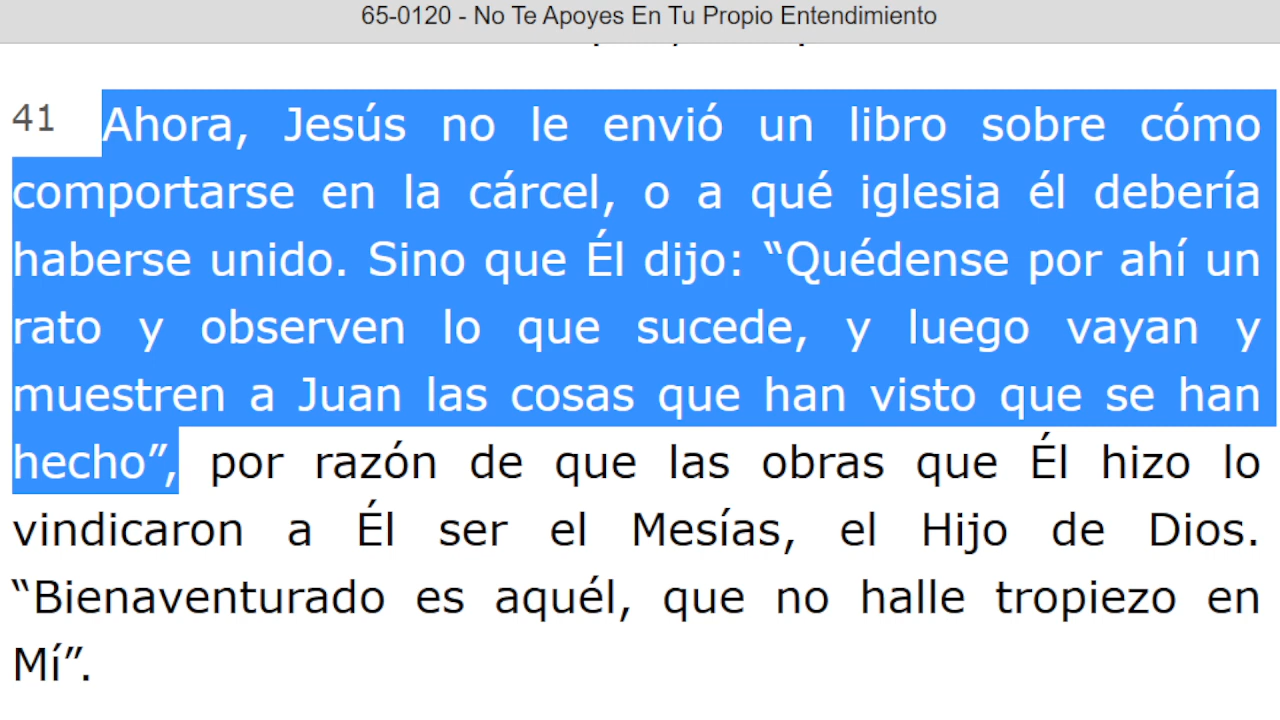 65-0120 - No Te Apoyes En Tu Propio Entendimiento
41 Ahora, Jesús no le envió un libro sobre cómo
comportarse en la cárcel, o a qué iglesia él debería
haberse unido. Sino que Él dijo: “Quédense por ahí un
rato y observen lo que sucede, y luego vayan y
muestren a Juan las cosas que han visto que se han
hecho”, por razón de que las obras que Él hizo lo
vindicaron a Él ser el Mesías, el Hijo de Dios.
“Bienaventurado es aquél, que no halle tropiezo en
Mí”.